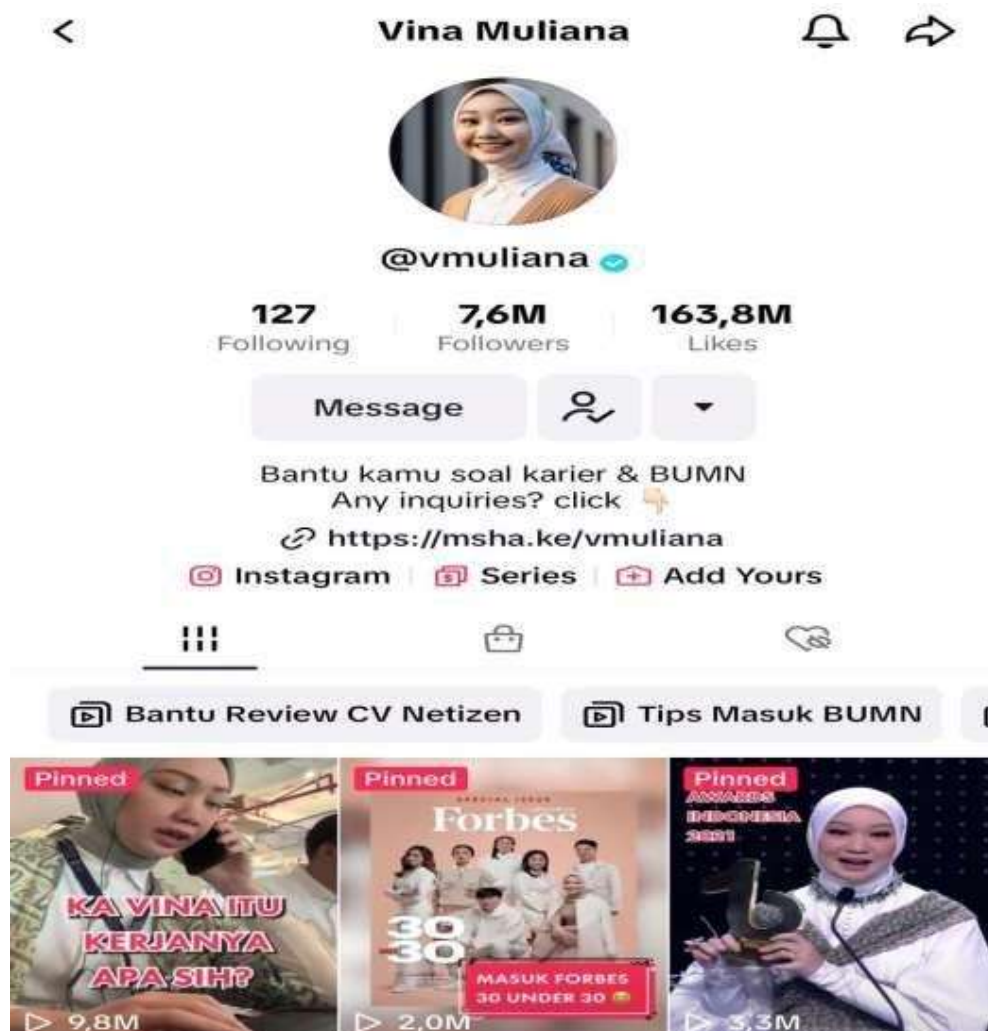 Vina Muliana
@vmuliana
127 7,6M 163,8M
Following Followers Likes
Message
Bantu kamu soal karier & BUMN
Any inquiries? click
https://msha.ke/vmuliana
Instagram Series Add Yours
Bantu Review CV Netizen Tips Masuk BUMN
Pinned
KA VINA ITU
KERJANYA
APA SIH?
9,8M
Pinned
SPECIAL ISSUE
Forbes
30
30
MASUK FORBES
30 UNDER 30
2,0M
Pinned
AWARDS
INDONESIA
2021
3,3M